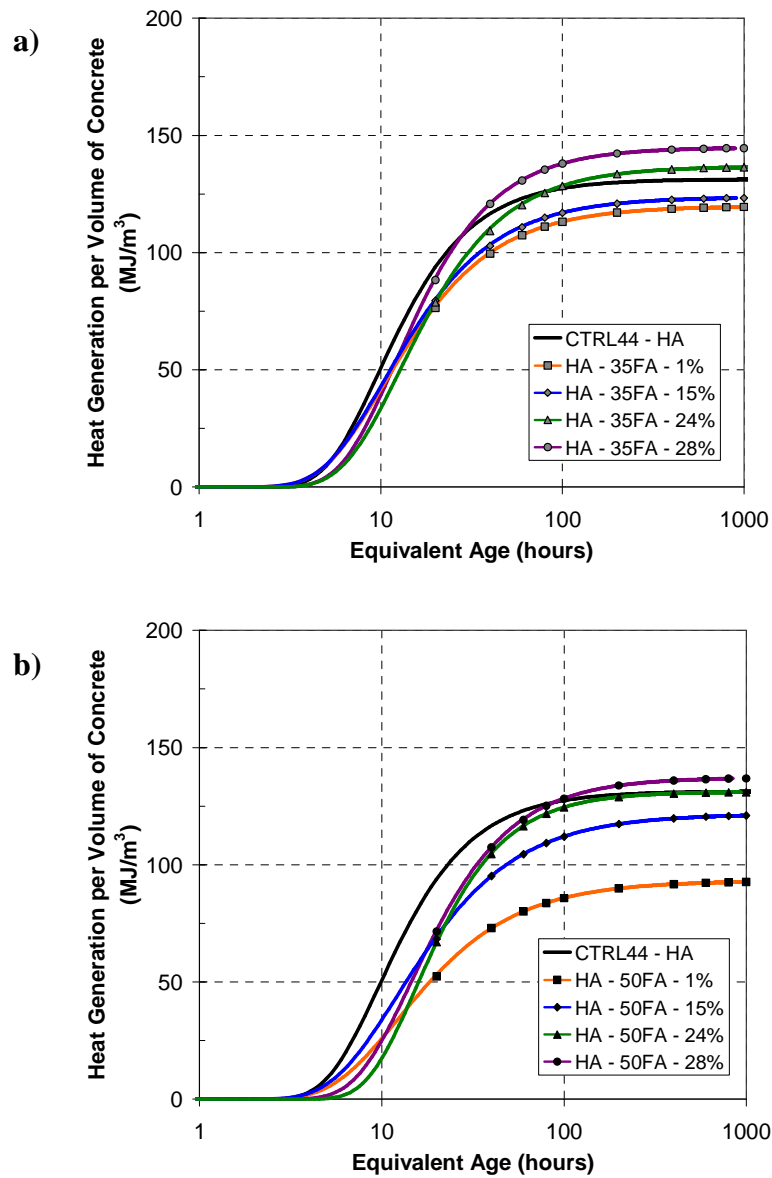 a)
Heat Generation per Volume of Concrete
(MJ/m³)
200
150
100
50
0
1
10
100
1000
Equivalent Age (hours)
CTRL44 - HA
HA - 35FA - 1%
HA - 35FA - 15%
HA - 35FA - 24%
HA - 35FA - 28%
b)
Heat Generation per Volume of Concrete
(MJ/m³)
200
150
100
50
0
1
10
100
1000
Equivalent Age (hours)
CTRL44 - HA
HA - 50FA - 1%
HA - 50FA - 15%
HA - 50FA - 24%
HA - 50FA - 28%